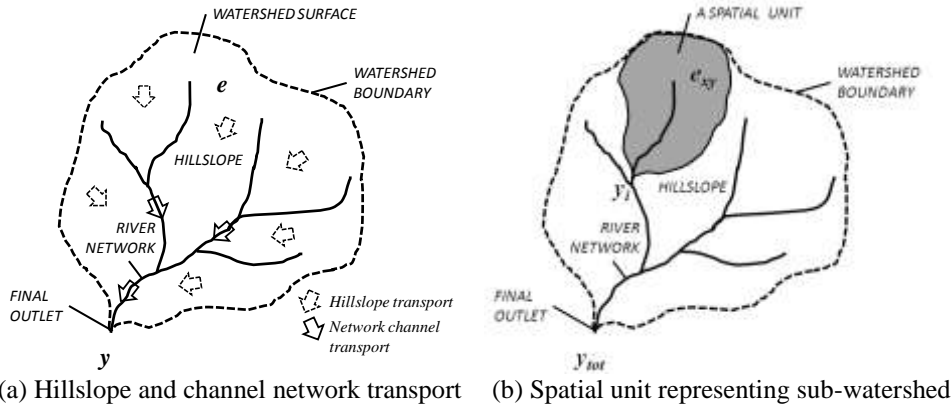 WATERSHED SURFACE
e
WATERSHED
BOUNDARY
HILLSLOPE
RIVER
NETWORK
FINAL
OUTLET
y
Hillslope transport
Network channel
transport
(a) Hillslope and channel network transport
A SPATIAL UNIT
e_xy
WATERSHED
BOUNDARY
HILLSLOPE
y_i
RIVER
NETWORK
FINAL
OUTLET
y_tot
(b) Spatial unit representing sub-watershed